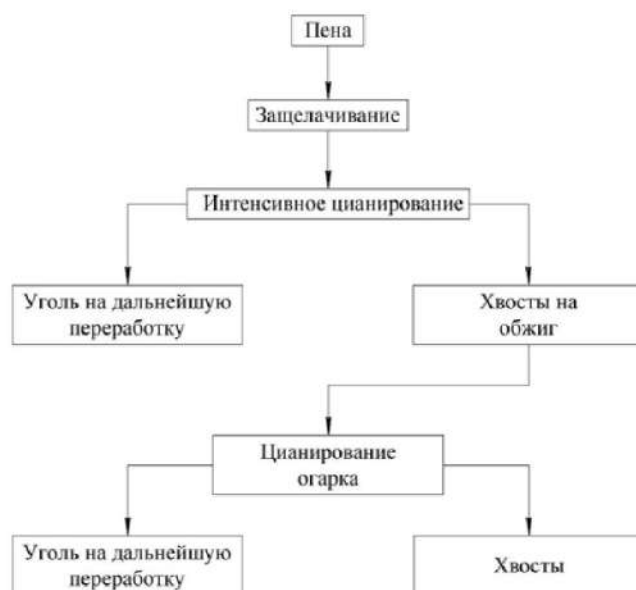 Пена
Защелачивание
Интенсивное цианирование
Уголь на дальнейшую
переработку
Хвосты на
обжиг
Цианирование
огарка
Уголь на дальнейшую
переработку
Хвосты